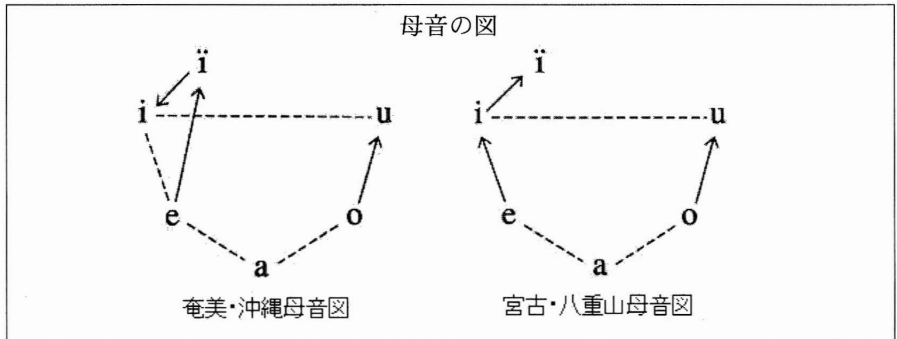 母音の図
ï ï
i u i u
e o e o
a a
奄美・沖縄母音図 宮古・八重山母音図